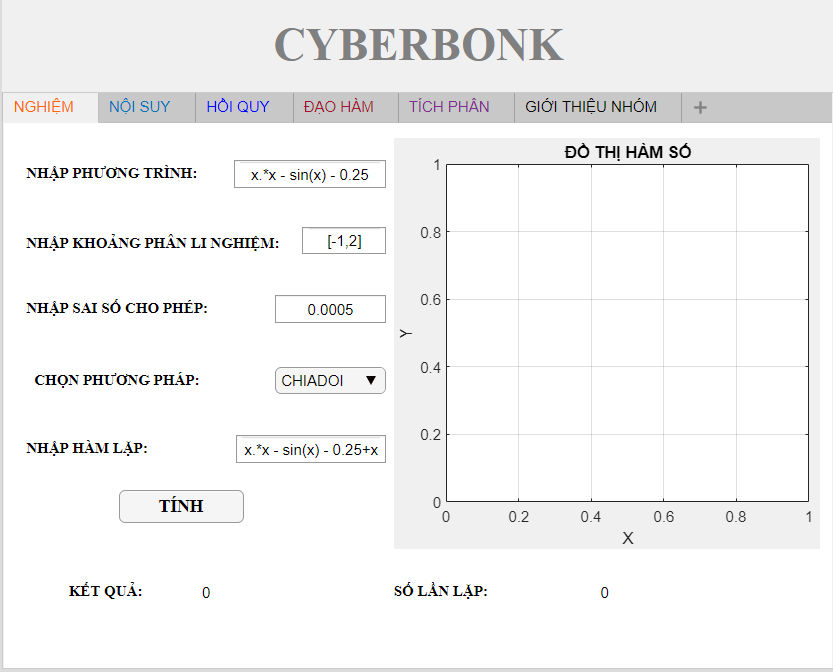 CYBERBONK
NGHIỆM NỘI SUY HỒI QUY ĐẠO HÀM TÍCH PHÂN GIỚI THIỆU NHÓM +
NHẬP PHƯƠNG TRÌNH: x.*x - sin(x) - 0.25
NHẬP KHOẢNG PHÂN LI NGHIỆM: [-1,2]
NHẬP SAI SỐ CHO PHÉP: 0.0005
CHỌN PHƯƠNG PHÁP: CHIADOI ▼
NHẬP HÀM LẶP: x.*x - sin(x) - 0.25+x
TÍNH
ĐỒ THỊ HÀM SỐ
1
0.8
0.6
0.4
0.2
0
Y
0 0.2 0.4 0.6 0.8 1
X
KẾT QUẢ: 0
SỐ LẦN LẶP: 0